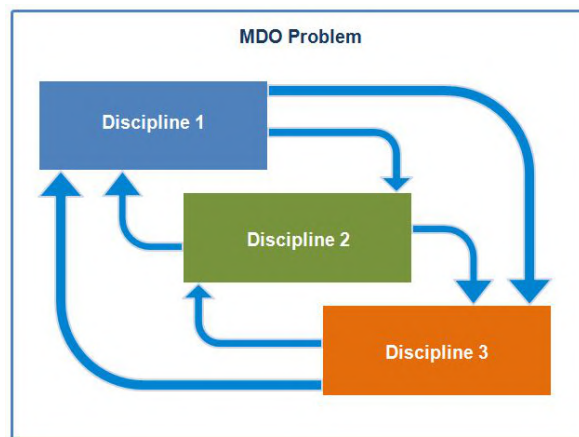 MDO Problem
Discipline 1
Discipline 2
Discipline 3